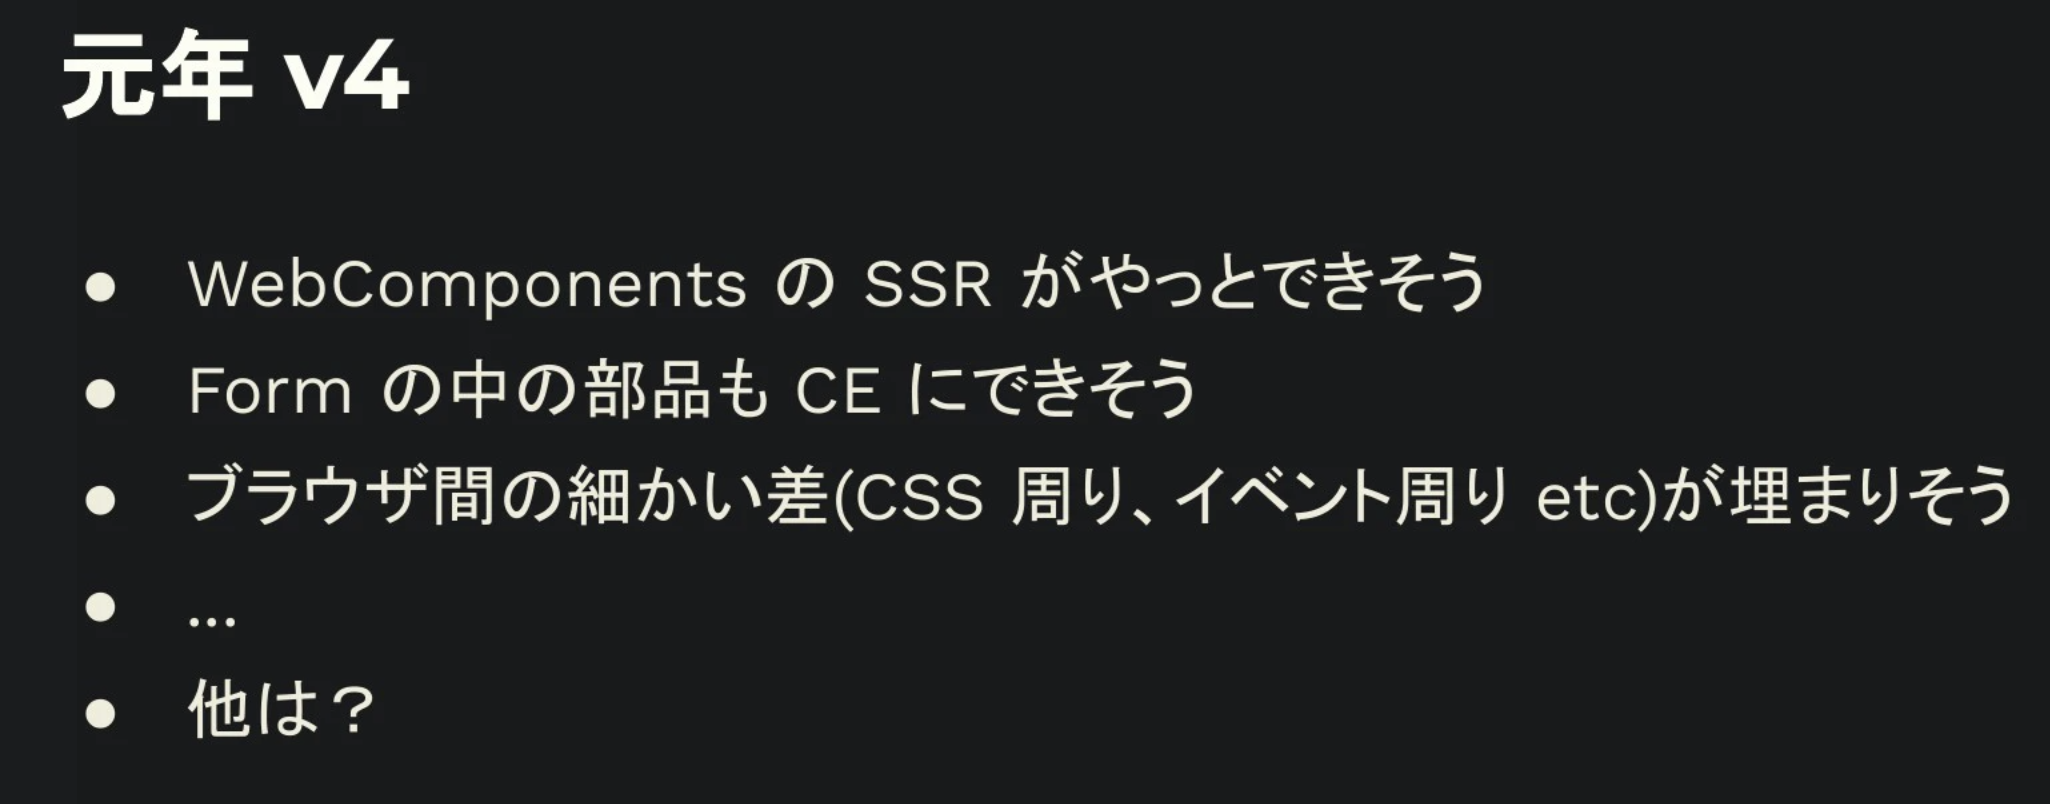 元年 v4
● WebComponents の SSR がやっとできそう
● Form の中の部品も CE にできそう
● ブラウザ間の細かい差(CSS 周り、イベント周り etc)が埋まりそう
● ...
● 他は？